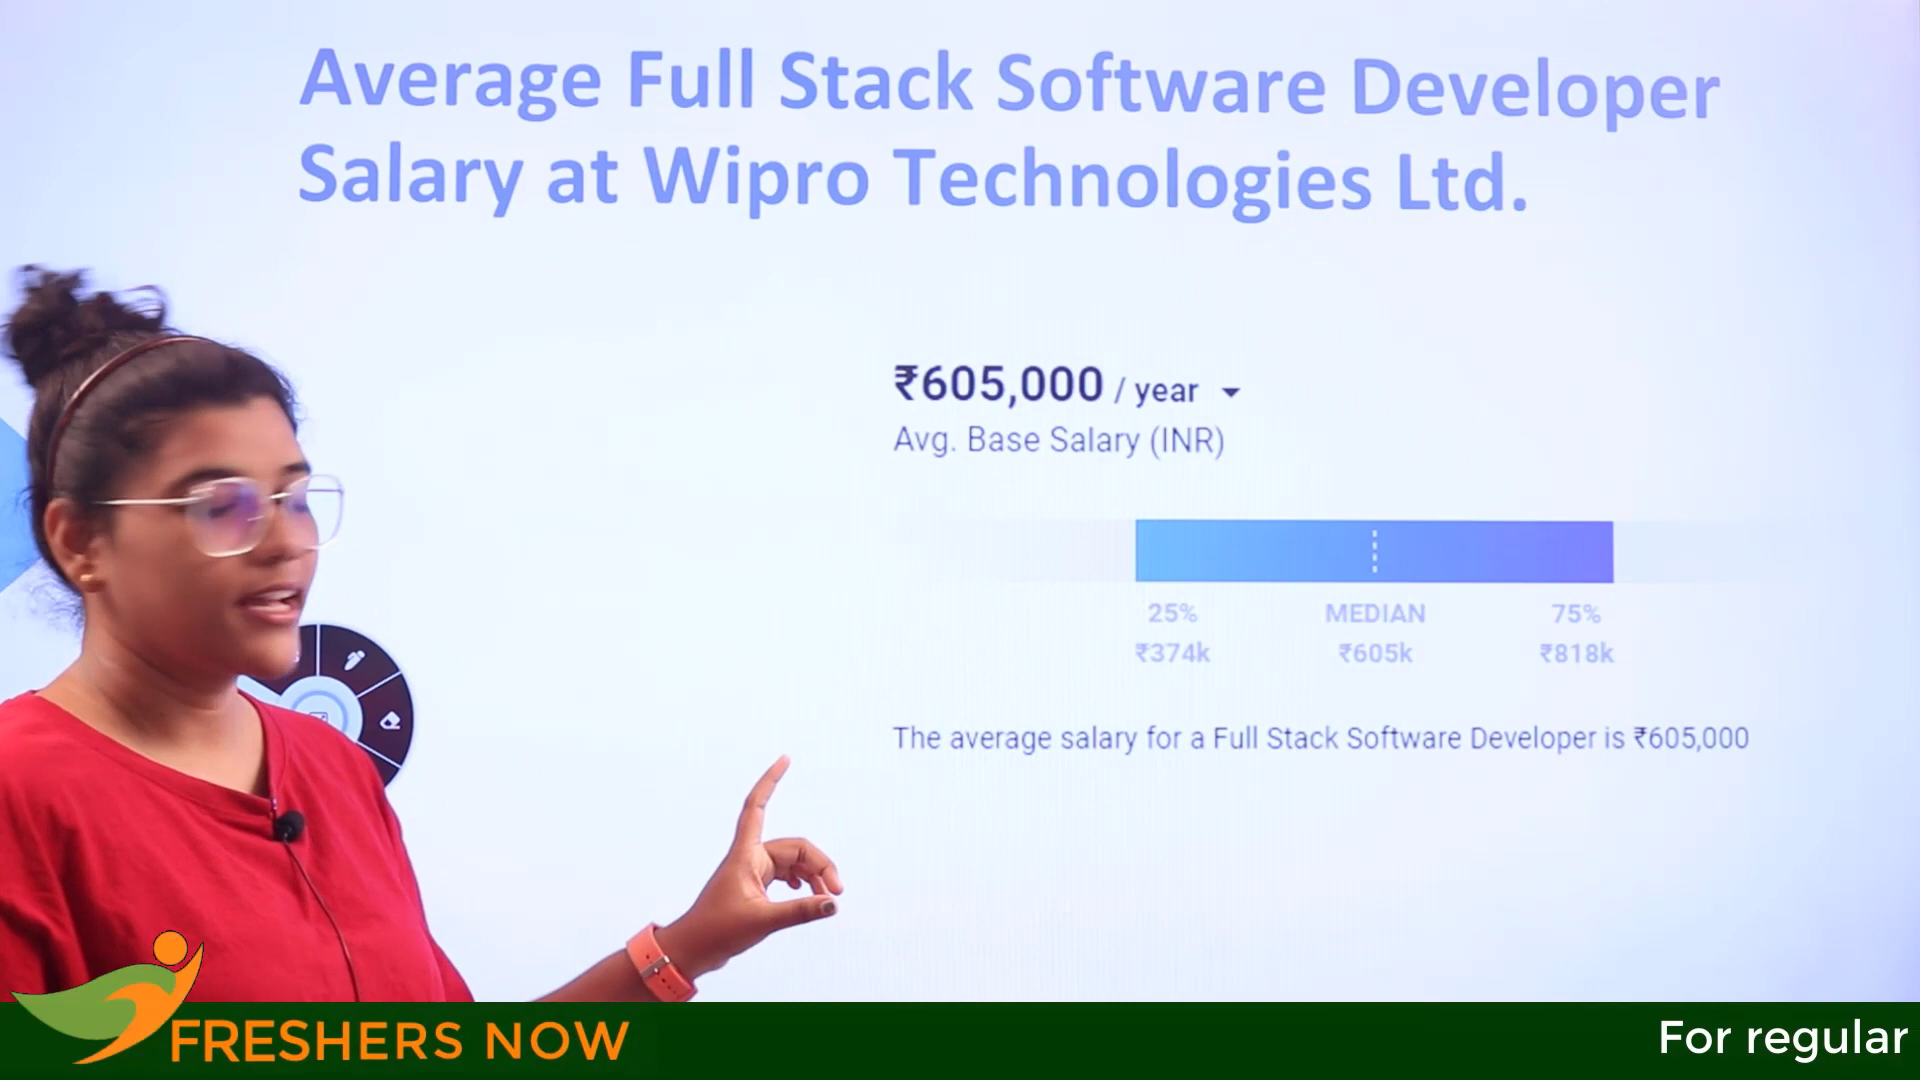 Average Full Stack Software Developer
Salary at Wipro Technologies Ltd.
₹605,000 / year
Avg. Base Salary (INR)
25% MEDIAN 75%
₹374k ₹605k ₹818k
The average salary for a Full Stack Software Developer is ₹605,000
FRESHERS NOW
For regular